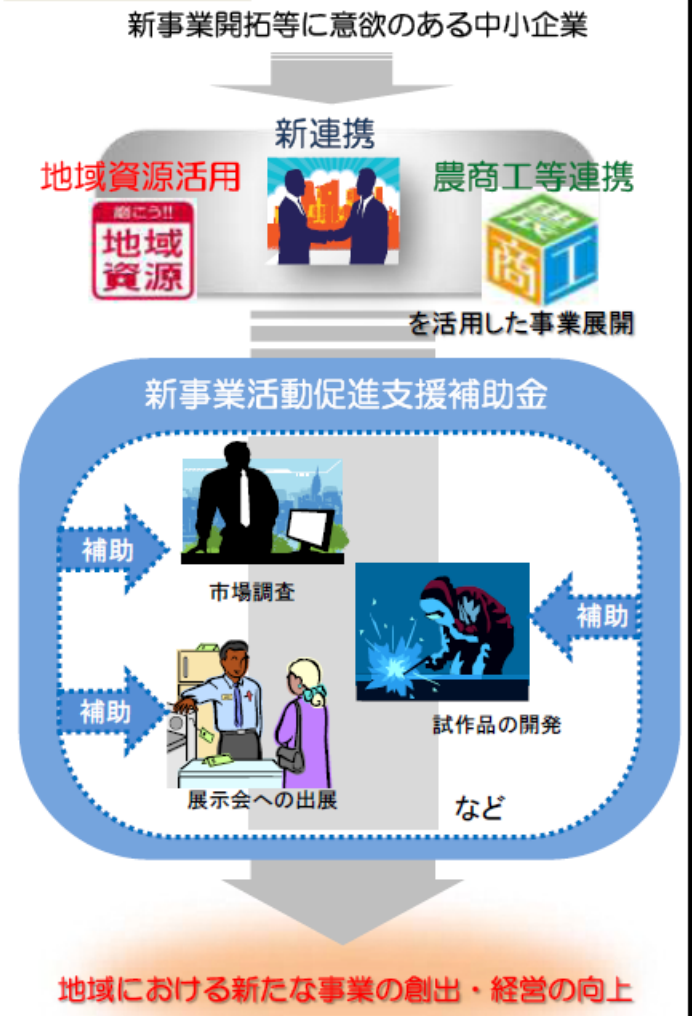 新事業開拓等に意欲のある中小企業
新連携
地域資源活用
農商工等連携
地域
資源
農
商
工
を活用した事業展開
新事業活動促進支援補助金
補助
市場調査
補助
試作品の開発
補助
展示会への出展
など
地域における新たな事業の創出・経営の向上